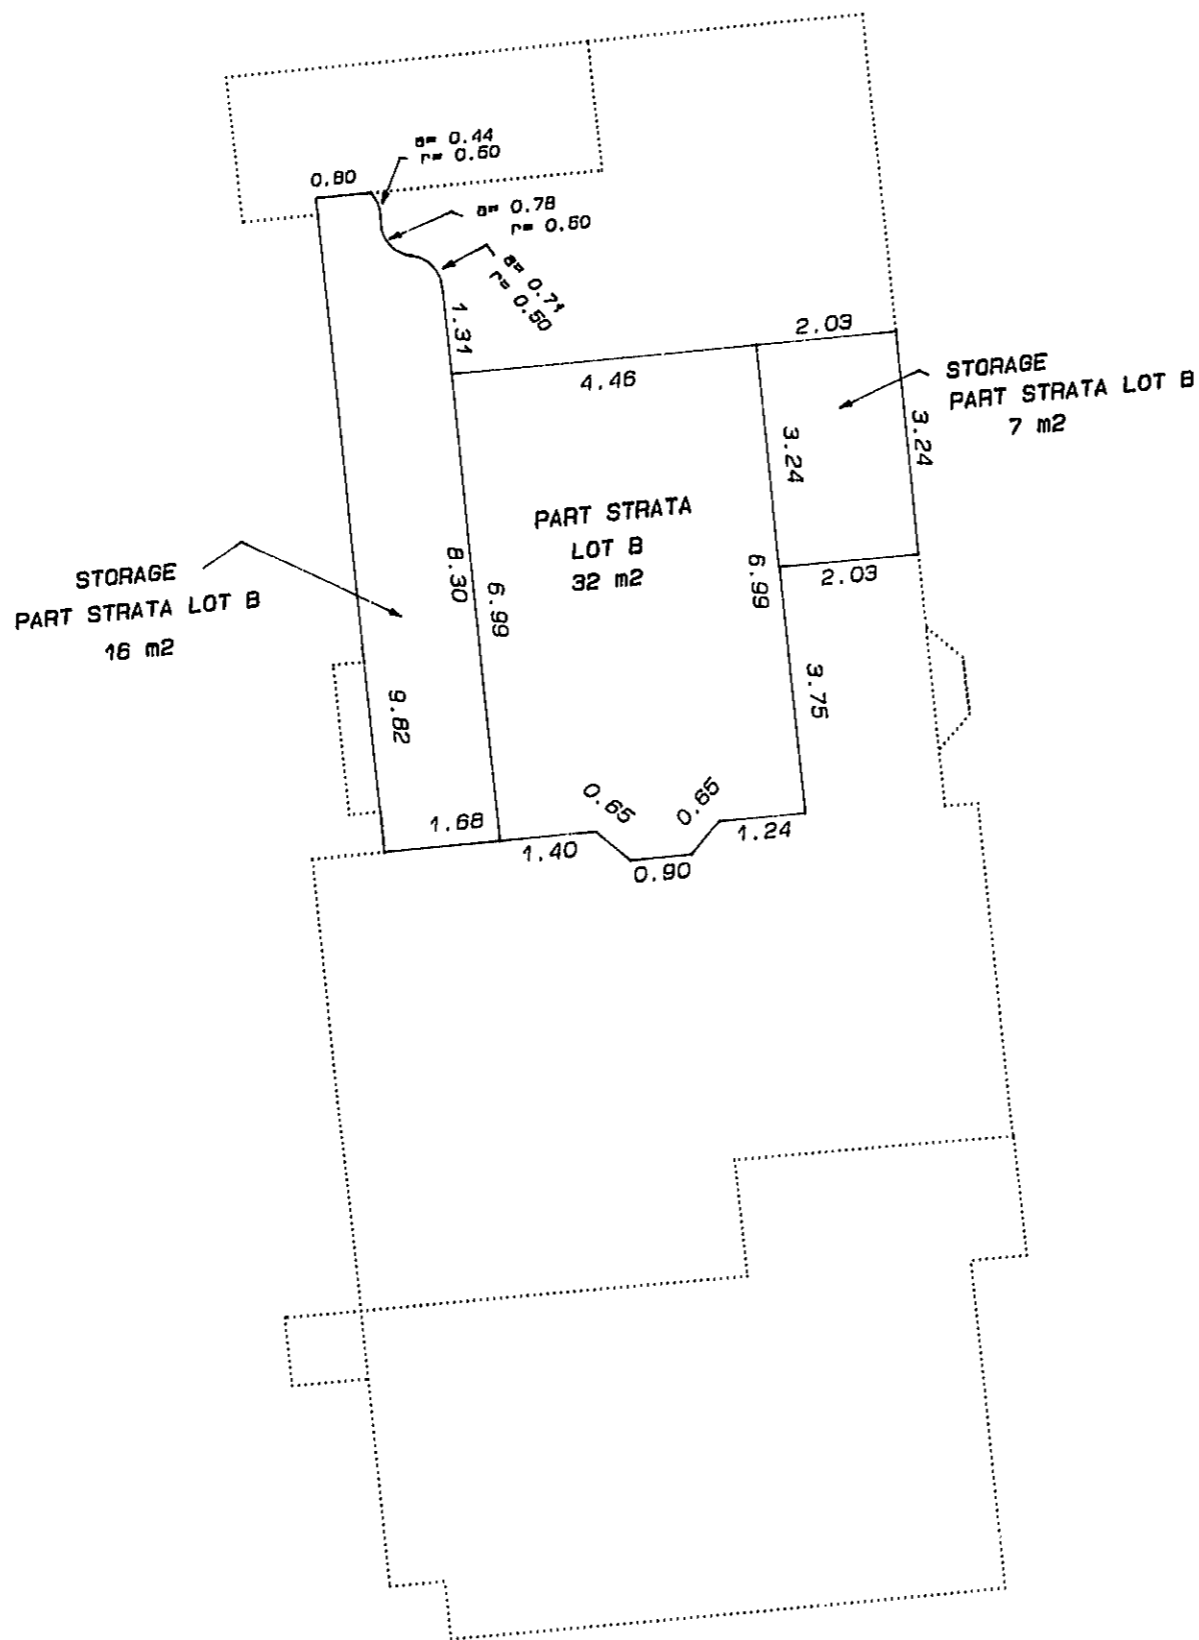 a= 0.44
r= 0.60
0.80
a= 0.78
r= 0.60
a= 0.71
r= 0.50
1.31
2.03
4.46
STORAGE
PART STRATA LOT B
7 m2
3.24
3.24
PART STRATA
LOT B
32 m2
8.30
6.99
6.99
2.03
STORAGE
PART STRATA LOT B
16 m2
9.82
3.75
0.65
0.65
1.68
1.40
0.90
1.24